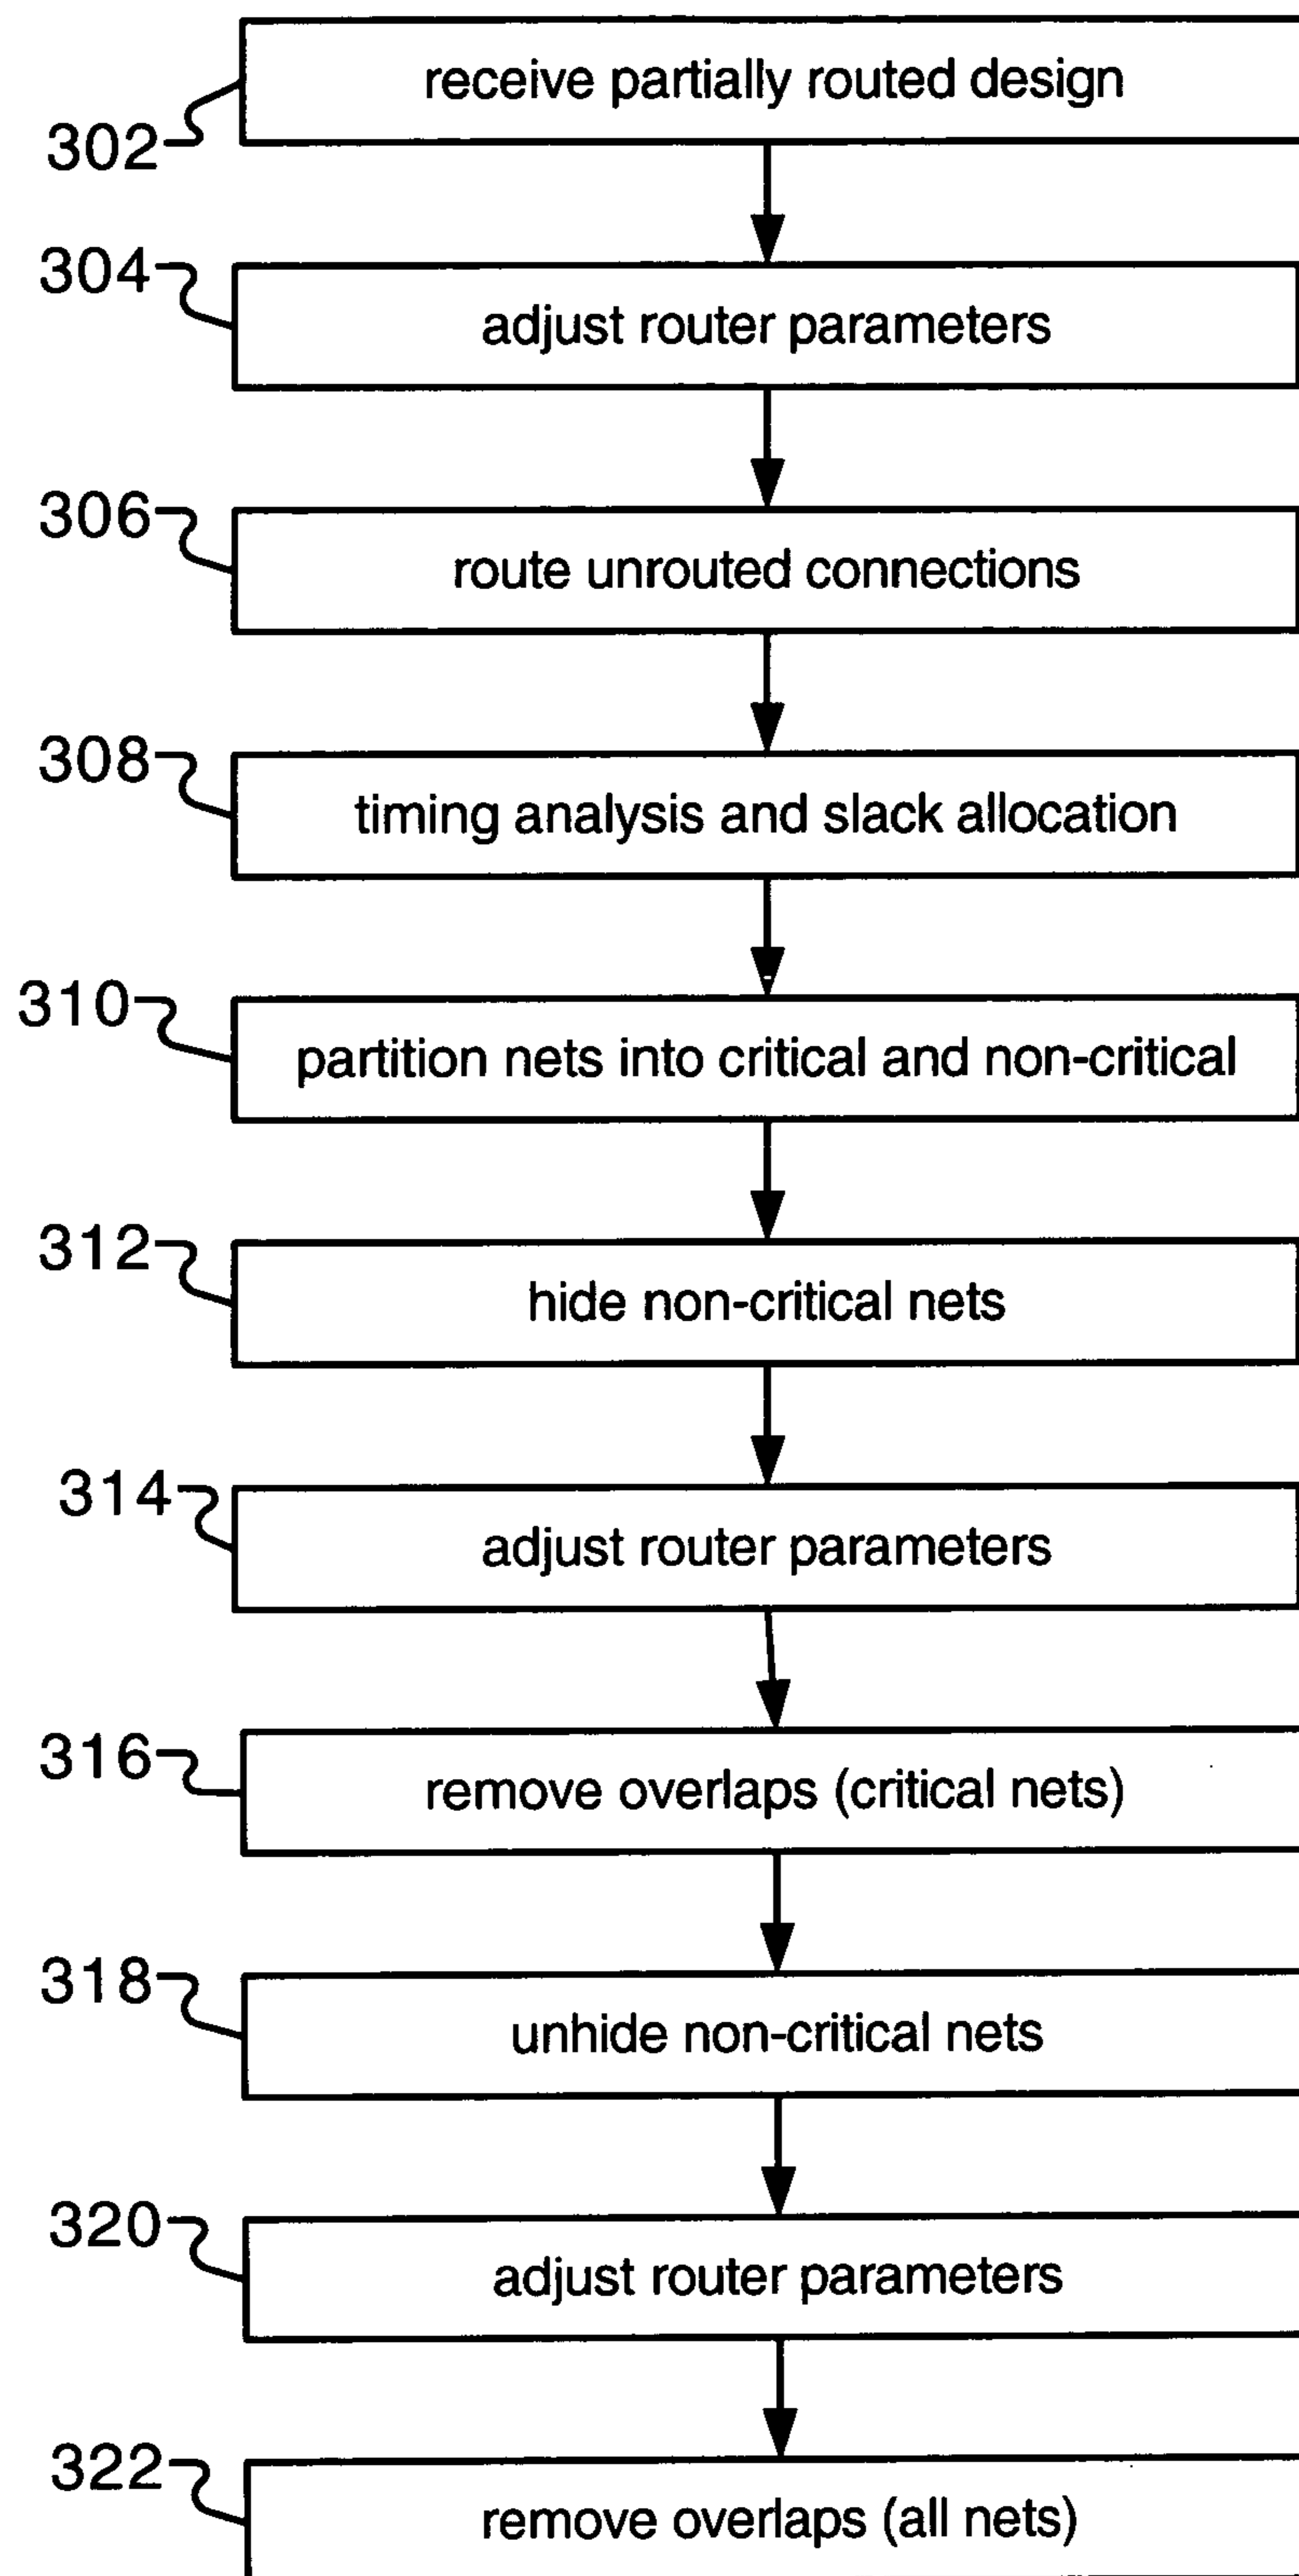 receive partially routed design
302
304
adjust router parameters
306
route unrouted connections
308
timing analysis and slack allocation
310
partition nets into critical and non-critical
312
hide non-critical nets
314
adjust router parameters
316
remove overlaps (critical nets)
318
unhide non-critical nets
320
adjust router parameters
322
remove overlaps (all nets)